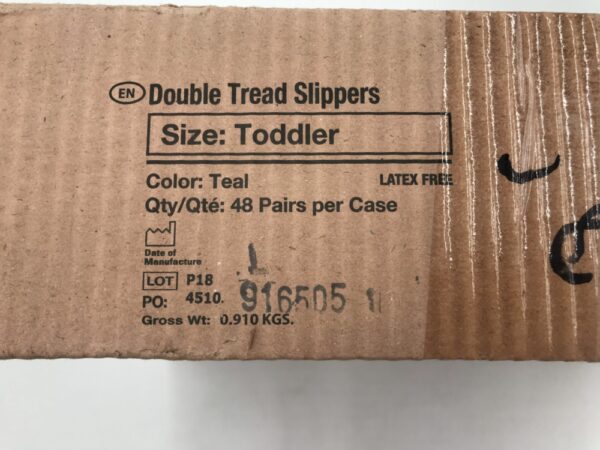 EN Double Tread Slippers
Size: Toddler
Color: Teal LATEX FREE
Qty/Qté: 48 Pairs per Case
Date of
Manufacture
LOT P18
PO: 4510. 916505
Gross Wt: 0.910 KGS.